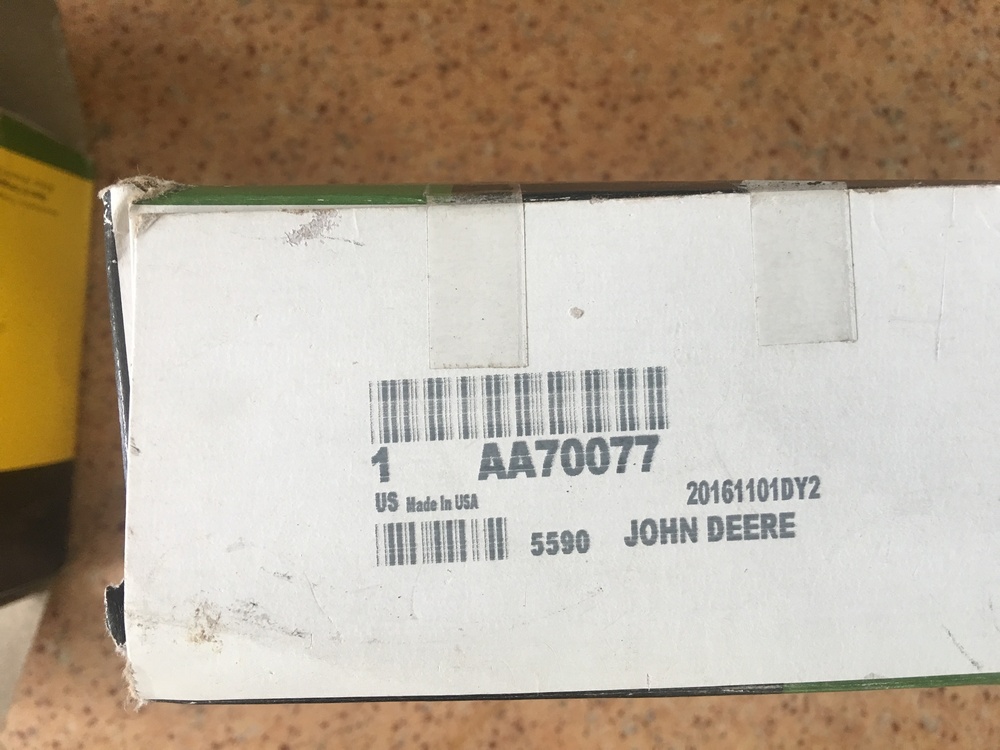 1 AA70077
US Made In USA
20161101DY2
5590 JOHN DEERE